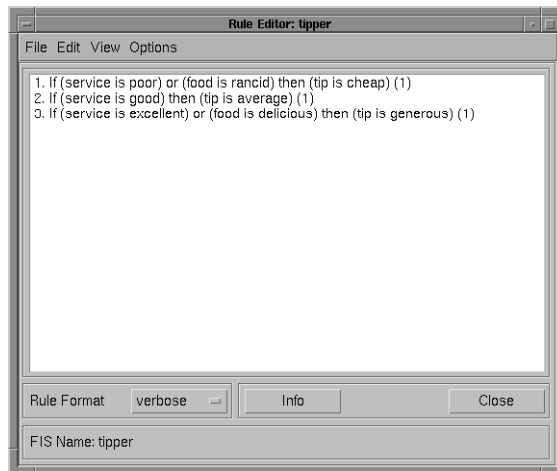 Rule Editor: tipper
File Edit View Options
1. If (service is poor) or (food is rancid) then (tip is cheap) (1)
2. If (service is good) then (tip is average) (1)
3. If (service is excellent) or (food is delicious) then (tip is generous) (1)
Rule Format verbose Info Close
FIS Name: tipper